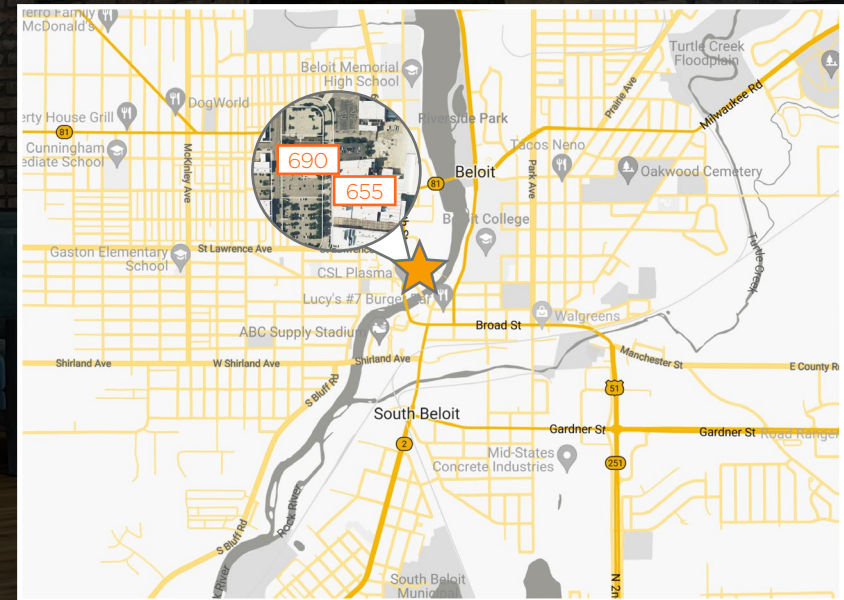 McDonald's
Turtle Creek
Floodplain
Beloit Memorial
High School
Milwaukee Rd
Prairie Ave
DogWorld
erty House Grill
Riverside Park
81
Tacos Neno
Cunningham
ediate School
McKinley Ave
690
Beloit
Park Ave
Oakwood Cemetery
655
81
Beloit College
St Lawrence Ave
Gaston Elementary
School
Turtle Creek
CSL Plasma
Lucy's #7 Burger Bar
Walgreens
Broad St
ABC Supply Stadium
Shirland Ave
W Shirland Ave
Shirland Ave
Manchester St
E County R
S Bluff Rd
51
South Beloit
Gardner St
Gardner St
Road Ranger
2
Mid-States
Concrete Industries
251
Rock River
S Bluff Rd
River
South Beloit
Municipal
N 2n